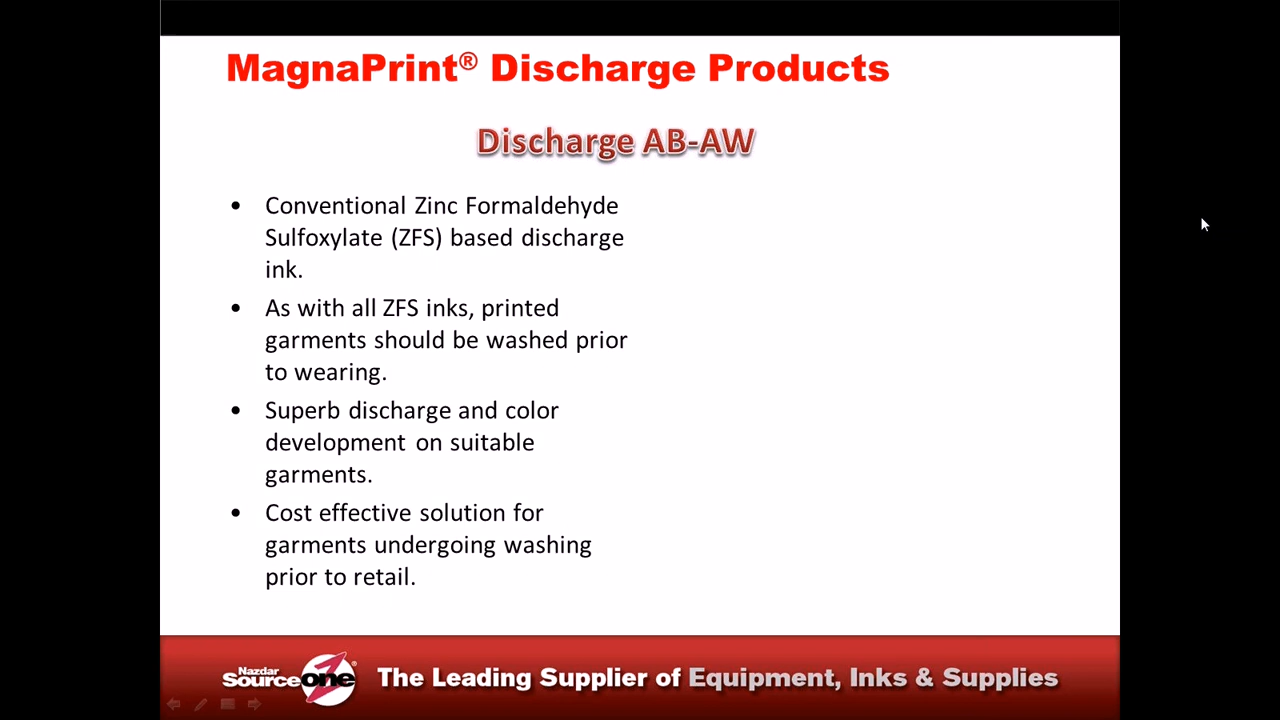 MagnaPrint® Discharge Products
Discharge AB-AW
• Conventional Zinc Formaldehyde
Sulfoxylate (ZFS) based discharge
ink.
• As with all ZFS inks, printed
garments should be washed prior
to wearing.
• Superb discharge and color
development on suitable
garments.
• Cost effective solution for
garments undergoing washing
prior to retail.
Nazdar
sourceone®
The Leading Supplier of Equipment, Inks & Supplies